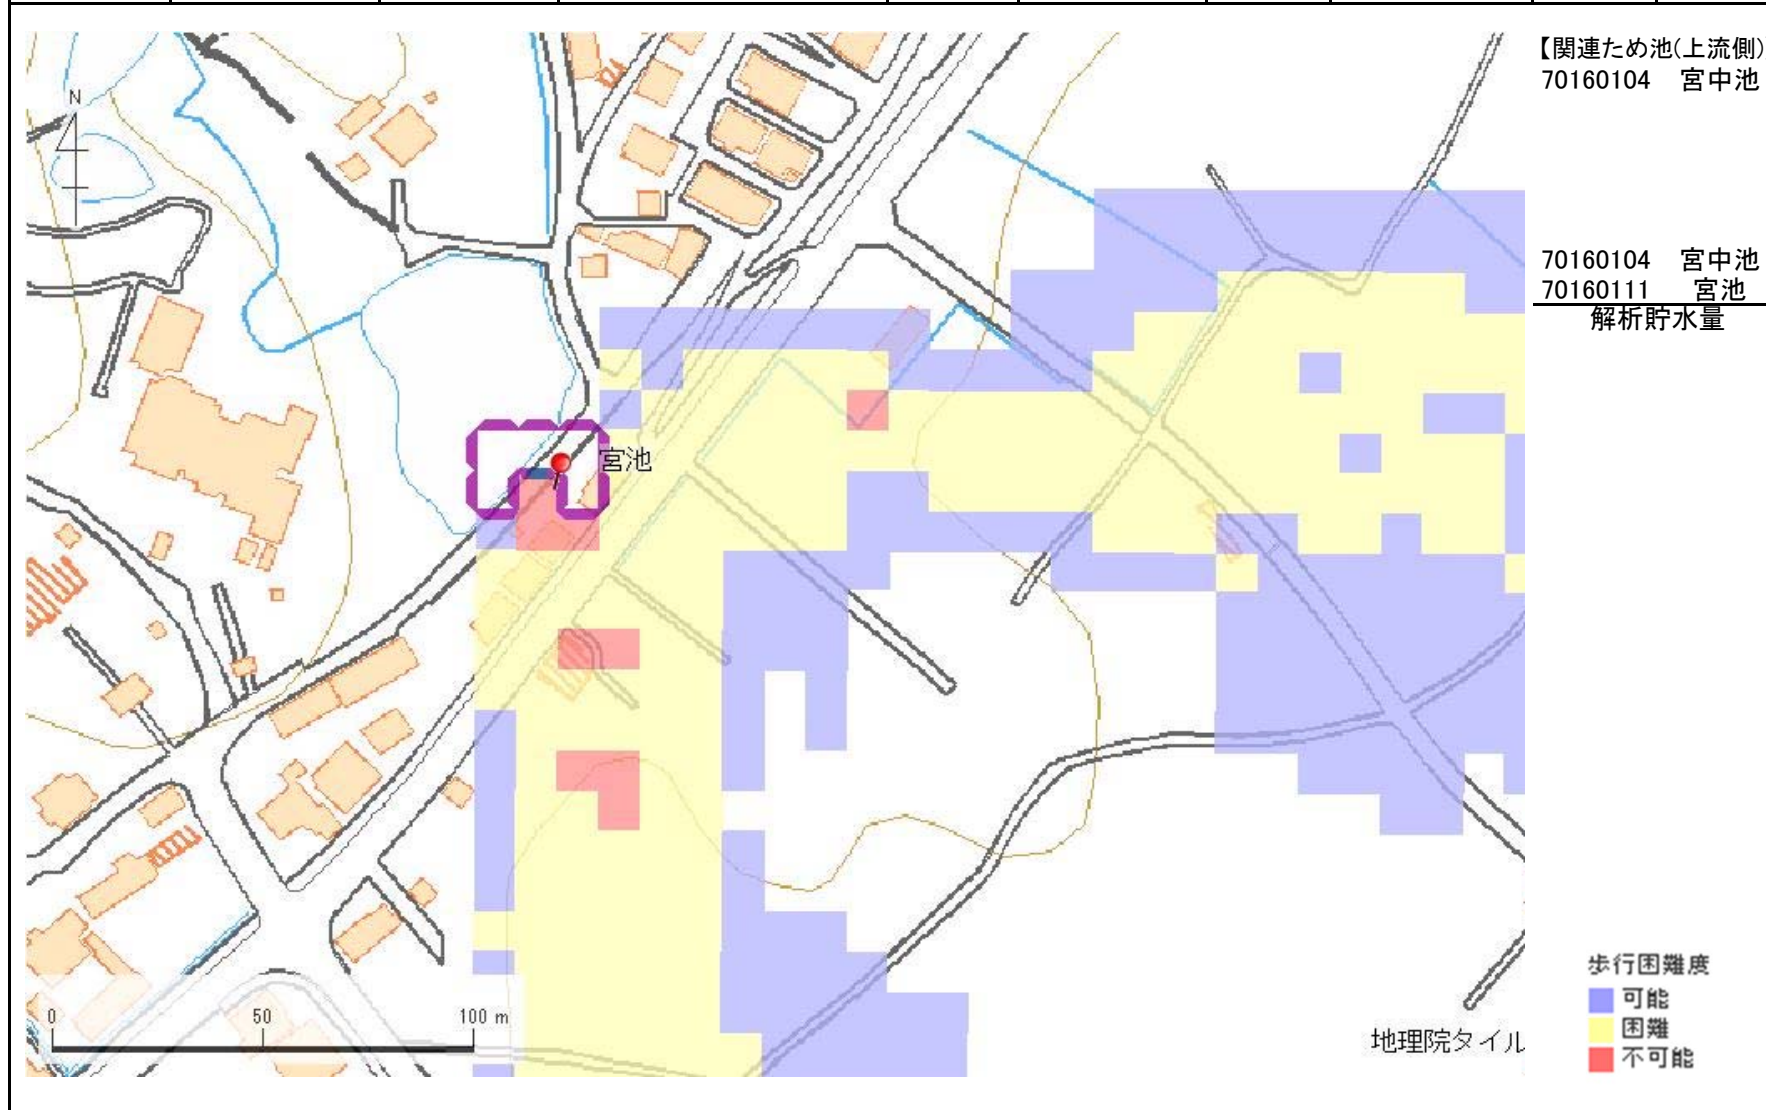 【関連ため池(上流側)
70160104 宮中池
70160104 宮中池
70160111 宮池
解析貯水量
N
宮池
0 50 100 m
地理院タイル
歩行困難度
可能
困難
不可能